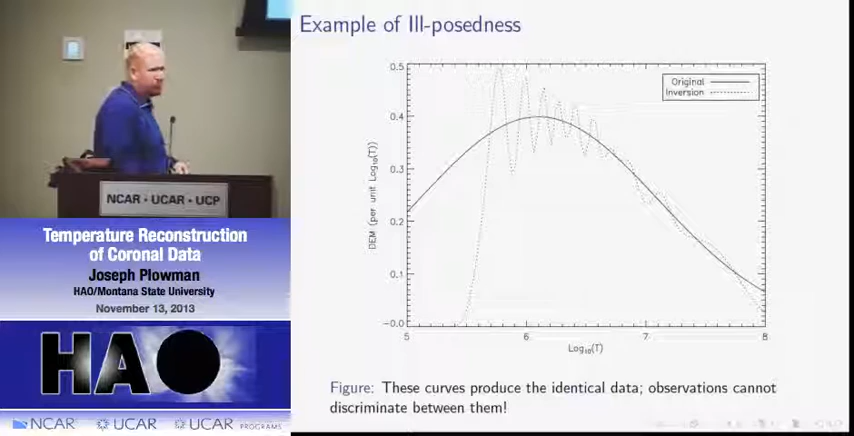 NCAR • UCAR • UCP
Temperature Reconstruction
of Coronal Data
Joseph Plowman
HAO/Montana State University
November 13, 2013
HAO
NCAR UCAR UCAR PROGRAMS
Example of Ill-posedness
Original
Inversion
0.5
0.4
0.3
0.2
0.1
−0.0
DEM (per unit Log10(T))
5 6 7 8
Log10(T)
Figure: These curves produce the identical data; observations cannot
discriminate between them!